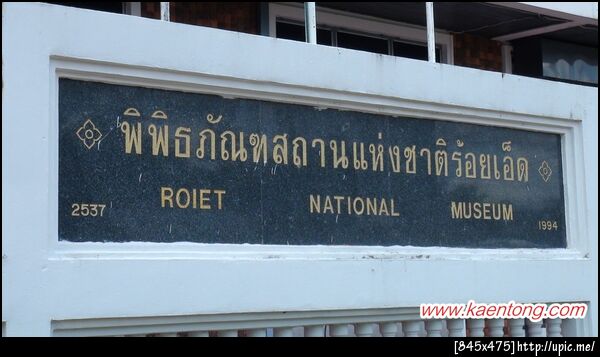 พิพิธภัณฑสถานแห่งชาติร้อยเอ็ด
2537 ROIET NATIONAL MUSEUM 1994
www.kaentong.com
[845x475]http://upic.me/